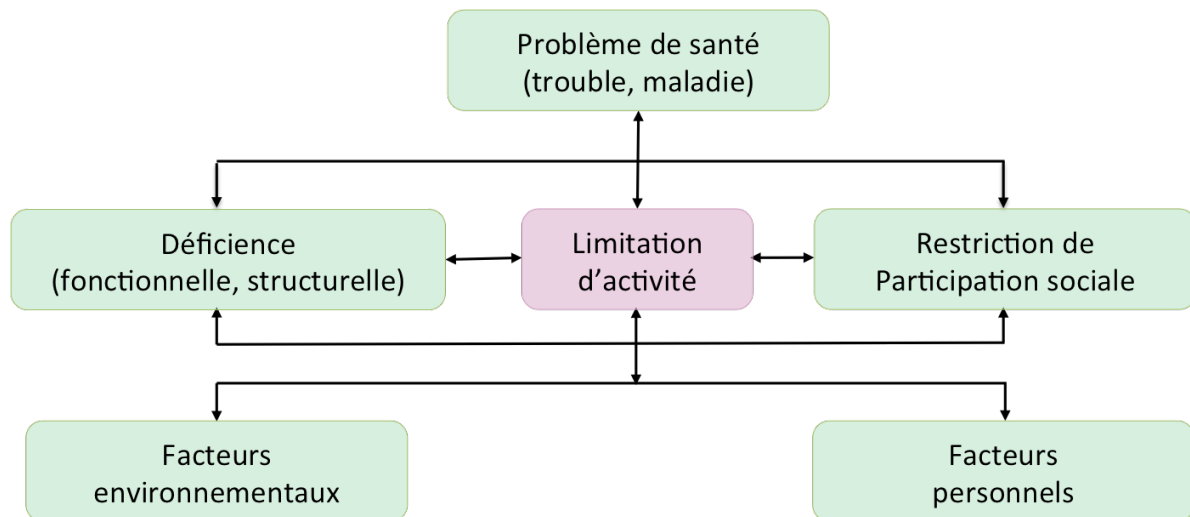 Problème de santé
(trouble, maladie)
Déficience
(fonctionnelle, structurelle)
Limitation
d’activité
Restriction de
Participation sociale
Facteurs
environnementaux
Facteurs
personnels